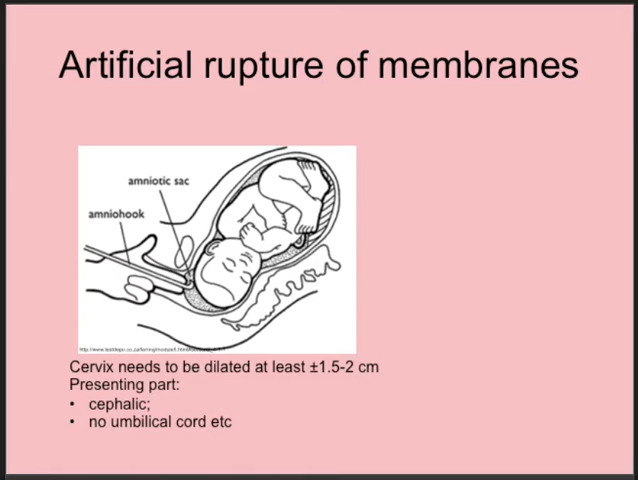 Artificial rupture of membranes
amniotic sac
amniohook
Cervix needs to be dilated at least ±1.5-2 cm
Presenting part:
• cephalic;
• no umbilical cord etc